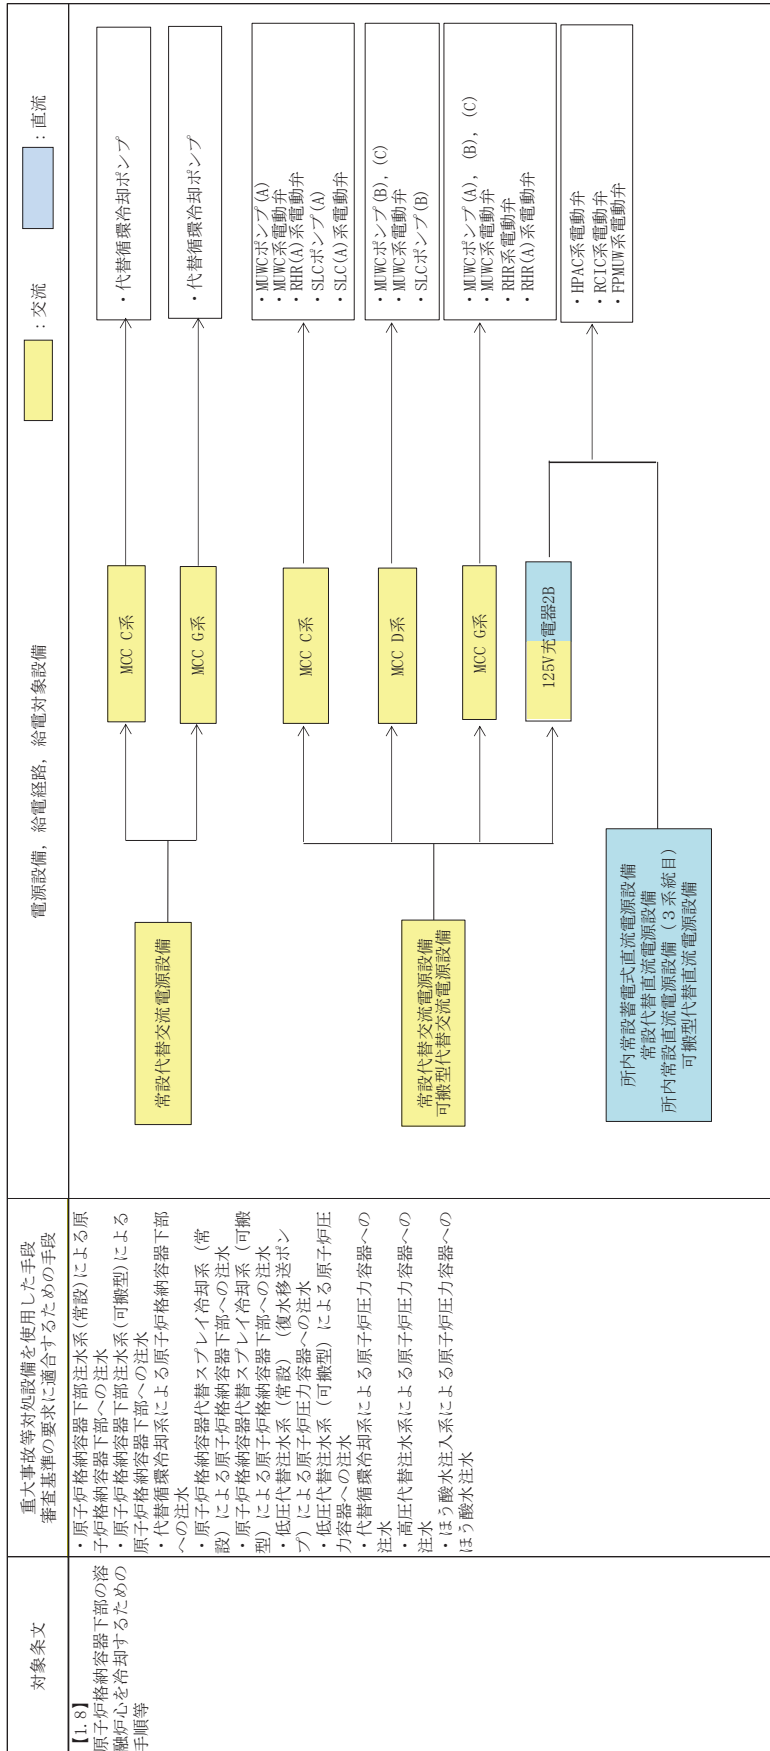 対象条文
重大事故等対処設備を使用した手段
審査基準の要求に適合するための手段
電源設備，給電経路，給電対象設備
：交流
：直流
【1.8】
原子炉格納容器下部の溶
融炉心を冷却するための
手順等
・原子炉格納容器下部注水系(常設)による原
子炉格納容器下部への注水
・原子炉格納容器下部注水系(可搬型)による
原子炉格納容器下部への注水
・代替循環冷却系による原子炉格納容器下部
への注水
・原子炉格納容器代替スプレイ冷却系（常
設）による原子炉格納容器下部への注水
・原子炉格納容器代替スプレイ冷却系（可搬
型）による原子炉格納容器下部への注水
・低圧代替注水系（常設）（復水移送ポン
プ）による原子炉圧力容器への注水
・低圧代替注水系（可搬型）による原子炉圧
力容器への注水
・代替循環冷却系による原子炉圧力容器への
注水
・高圧代替注水系による原子炉圧力容器への
注水
・ほう酸水注入系による原子炉圧力容器への
ほう酸水注水
常設代替交流電源設備
MCC C系
・代替循環冷却ポンプ
MCC G系
・代替循環冷却ポンプ
常設代替交流電源設備
可搬型代替交流電源設備
MCC C系
・MUWCポンプ(A)
・MUWC系電動弁
・RHR(A)系電動弁
・SLCポンプ(A)
・SLC(A)系電動弁
MCC D系
・MUWCポンプ(B)，(C)
・MUWC系電動弁
・SLCポンプ(B)
MCC G系
・MUWCポンプ(A)，(B)，(C)
・MUWC系電動弁
・RHR系電動弁
・RHR(A)系電動弁
125V充電器2B
・HPAC系電動弁
・RCIC系電動弁
・FPMUW系電動弁
所内常設蓄電式直流電源設備
常設代替直流電源設備
所内常設直流電源設備（３系統目）
可搬型代替直流電源設備